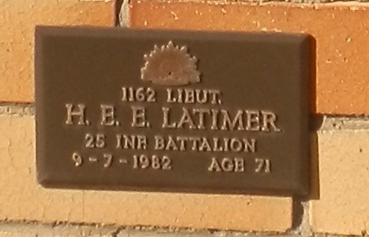 1162 LIEUT.
H. E. E. LATIMER
25 INF BATTALION
9-7-1982 AGE 71